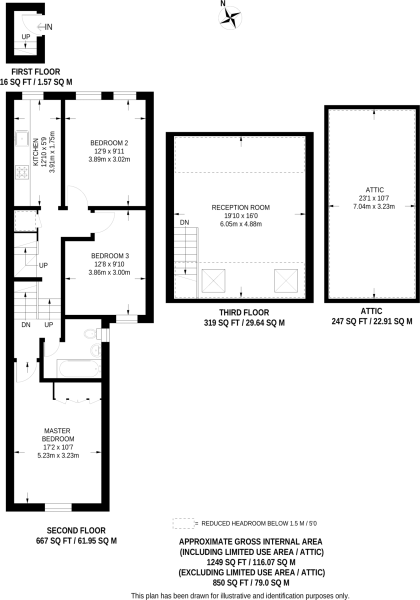 N
IN
UP
FIRST FLOOR
16 SQ FT / 1.57 SQ M
KITCHEN
12'10 x 5'9
3.91m x 1.75m
BEDROOM 2
12'9 x 9'11
3.89m x 3.02m
BEDROOM 3
12'8 x 9'10
3.86m x 3.00m
UP
DN
UP
MASTER
BEDROOM
17'2 x 10'7
5.23m x 3.23m
SECOND FLOOR
667 SQ FT / 61.95 SQ M
RECEPTION ROOM
19'10 x 16'0
6.05m x 4.88m
DN
THIRD FLOOR
319 SQ FT / 29.64 SQ M
ATTIC
23'1 x 10'7
7.04m x 3.23m
ATTIC
247 SQ FT / 22.91 SQ M
= REDUCED HEADROOM BELOW 1.5 M / 5'0
APPROXIMATE GROSS INTERNAL AREA
(INCLUDING LIMITED USE AREA / ATTIC)
1249 SQ FT / 116.07 SQ M
(EXCLUDING LIMITED USE AREA / ATTIC)
850 SQ FT / 79.0 SQ M
This plan has been drawn for illustrative and identification purposes only.